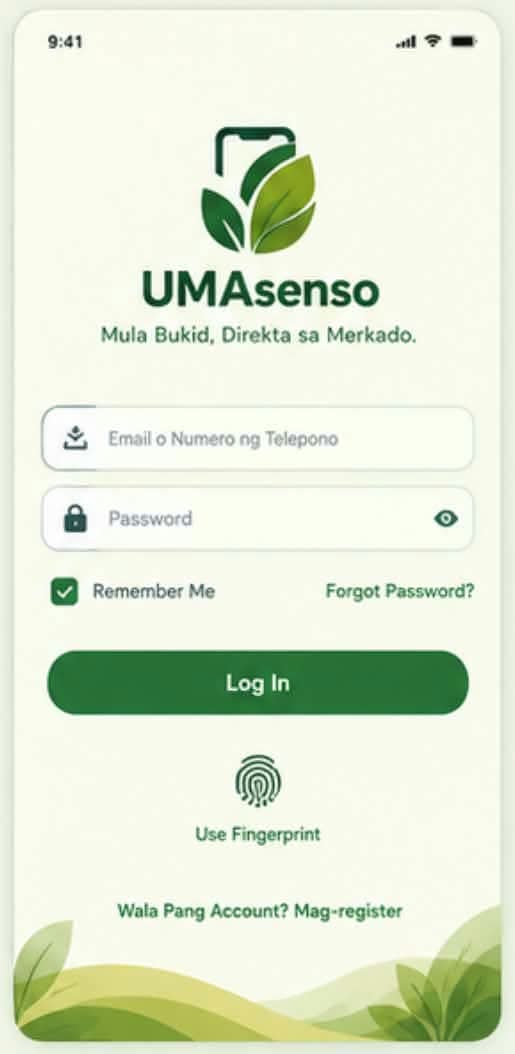 9:41
UMAsenso
Mula Bukid, Direkta sa Merkado.
Email o Numero ng Telepono
Password
Remember Me
Forgot Password?
Log In
Use Fingerprint
Wala Pang Account? Mag-register